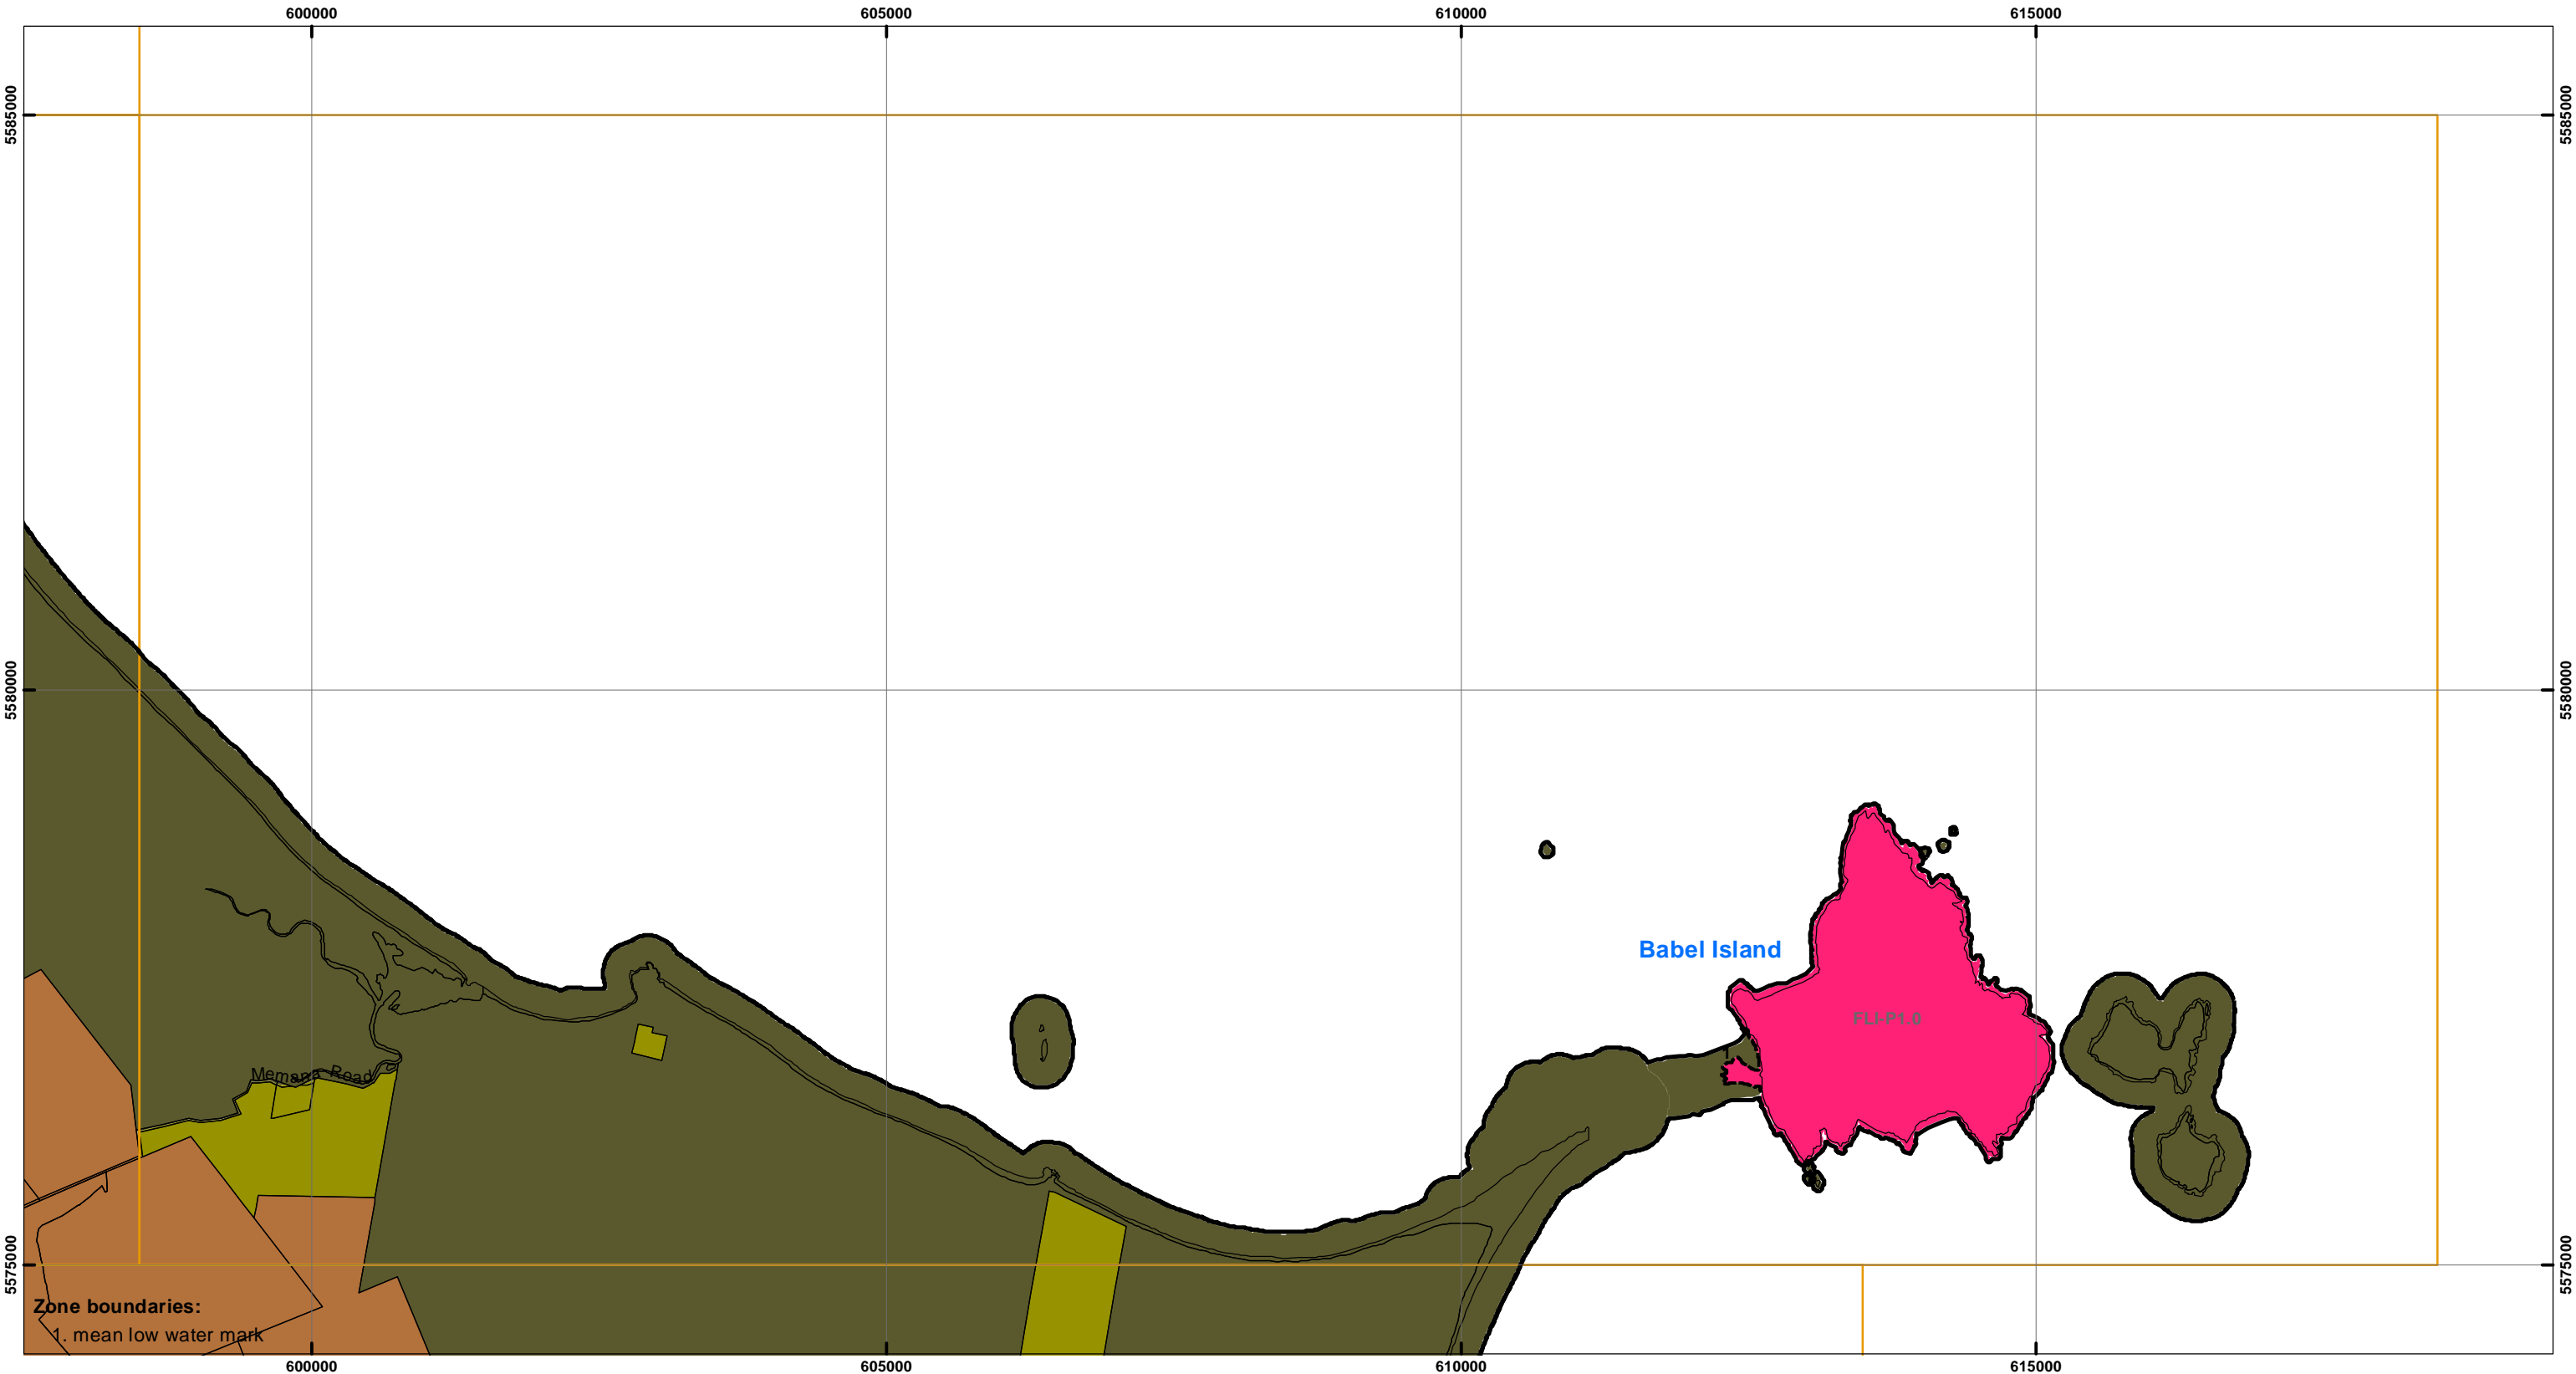 600000 605000 610000 615000
5585000 5585000
5580000 5580000
Babel Island
FLI-P1.0
Memana Road
5575000 5575000
Zone boundaries:
1. mean low water mark
600000 605000 610000 615000